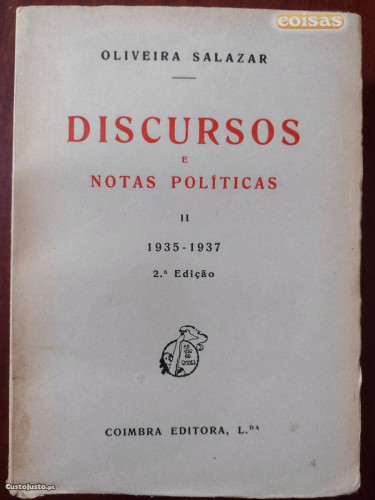 coisas
OLIVEIRA SALAZAR
DISCURSOS
E
NOTAS POLÍTICAS
II
1935-1937
2.ª Edição
COIMBRA EDITORA, L.DA
CustoJusto.pt